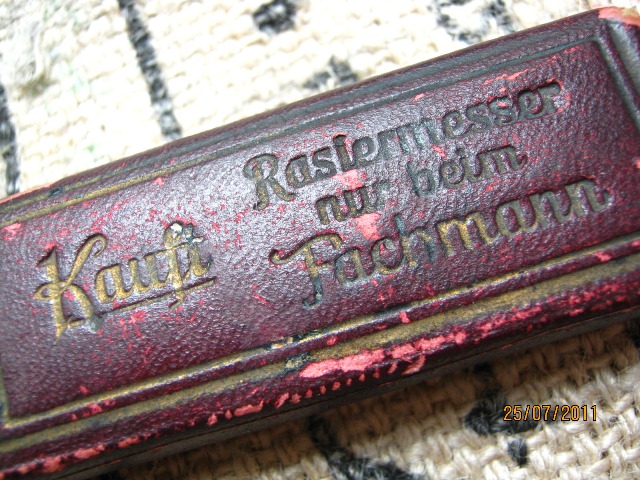 Kauft
Rasiermesser
nur beim
Fachmann
25/07/2011